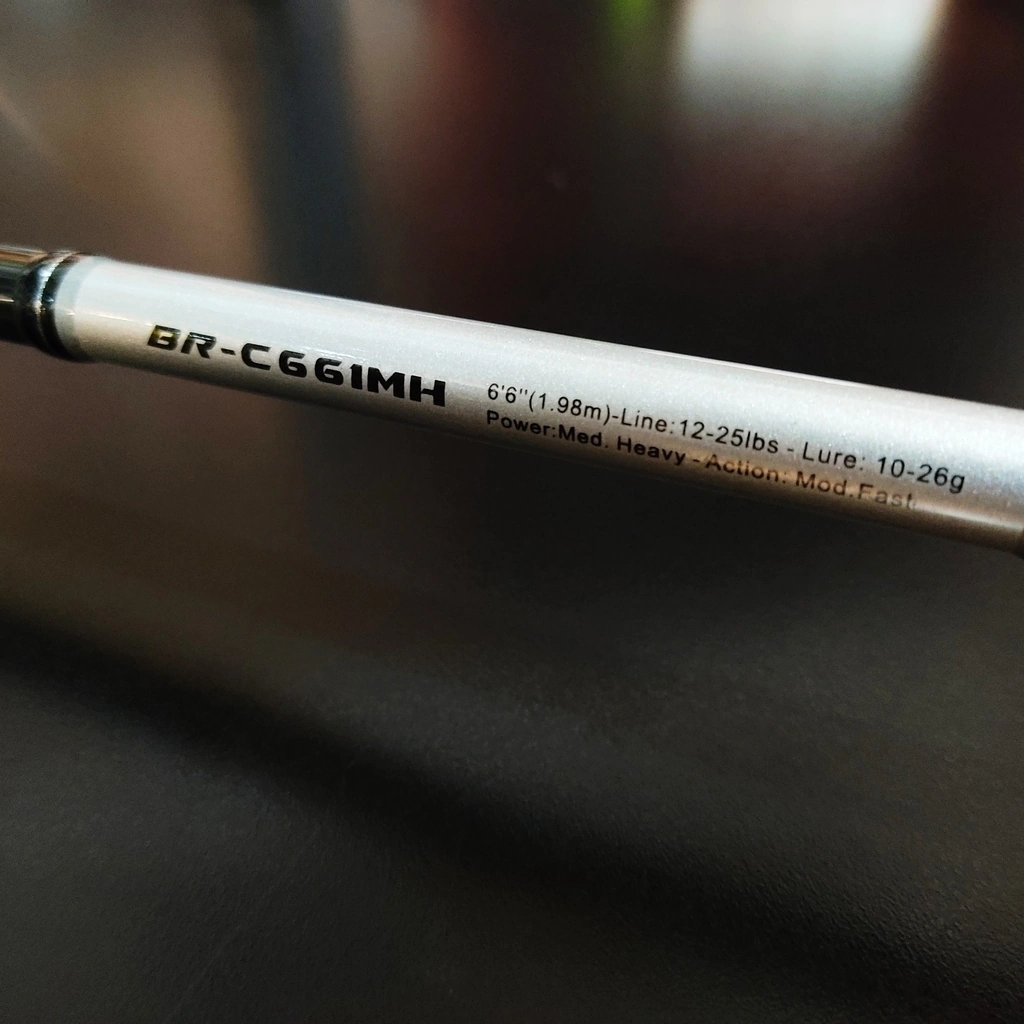 BR-C661MH
6'6"(1.98m)-Line:12-25lbs - Lure: 10-26g
Power:Med. Heavy - Action: Mod.Fast